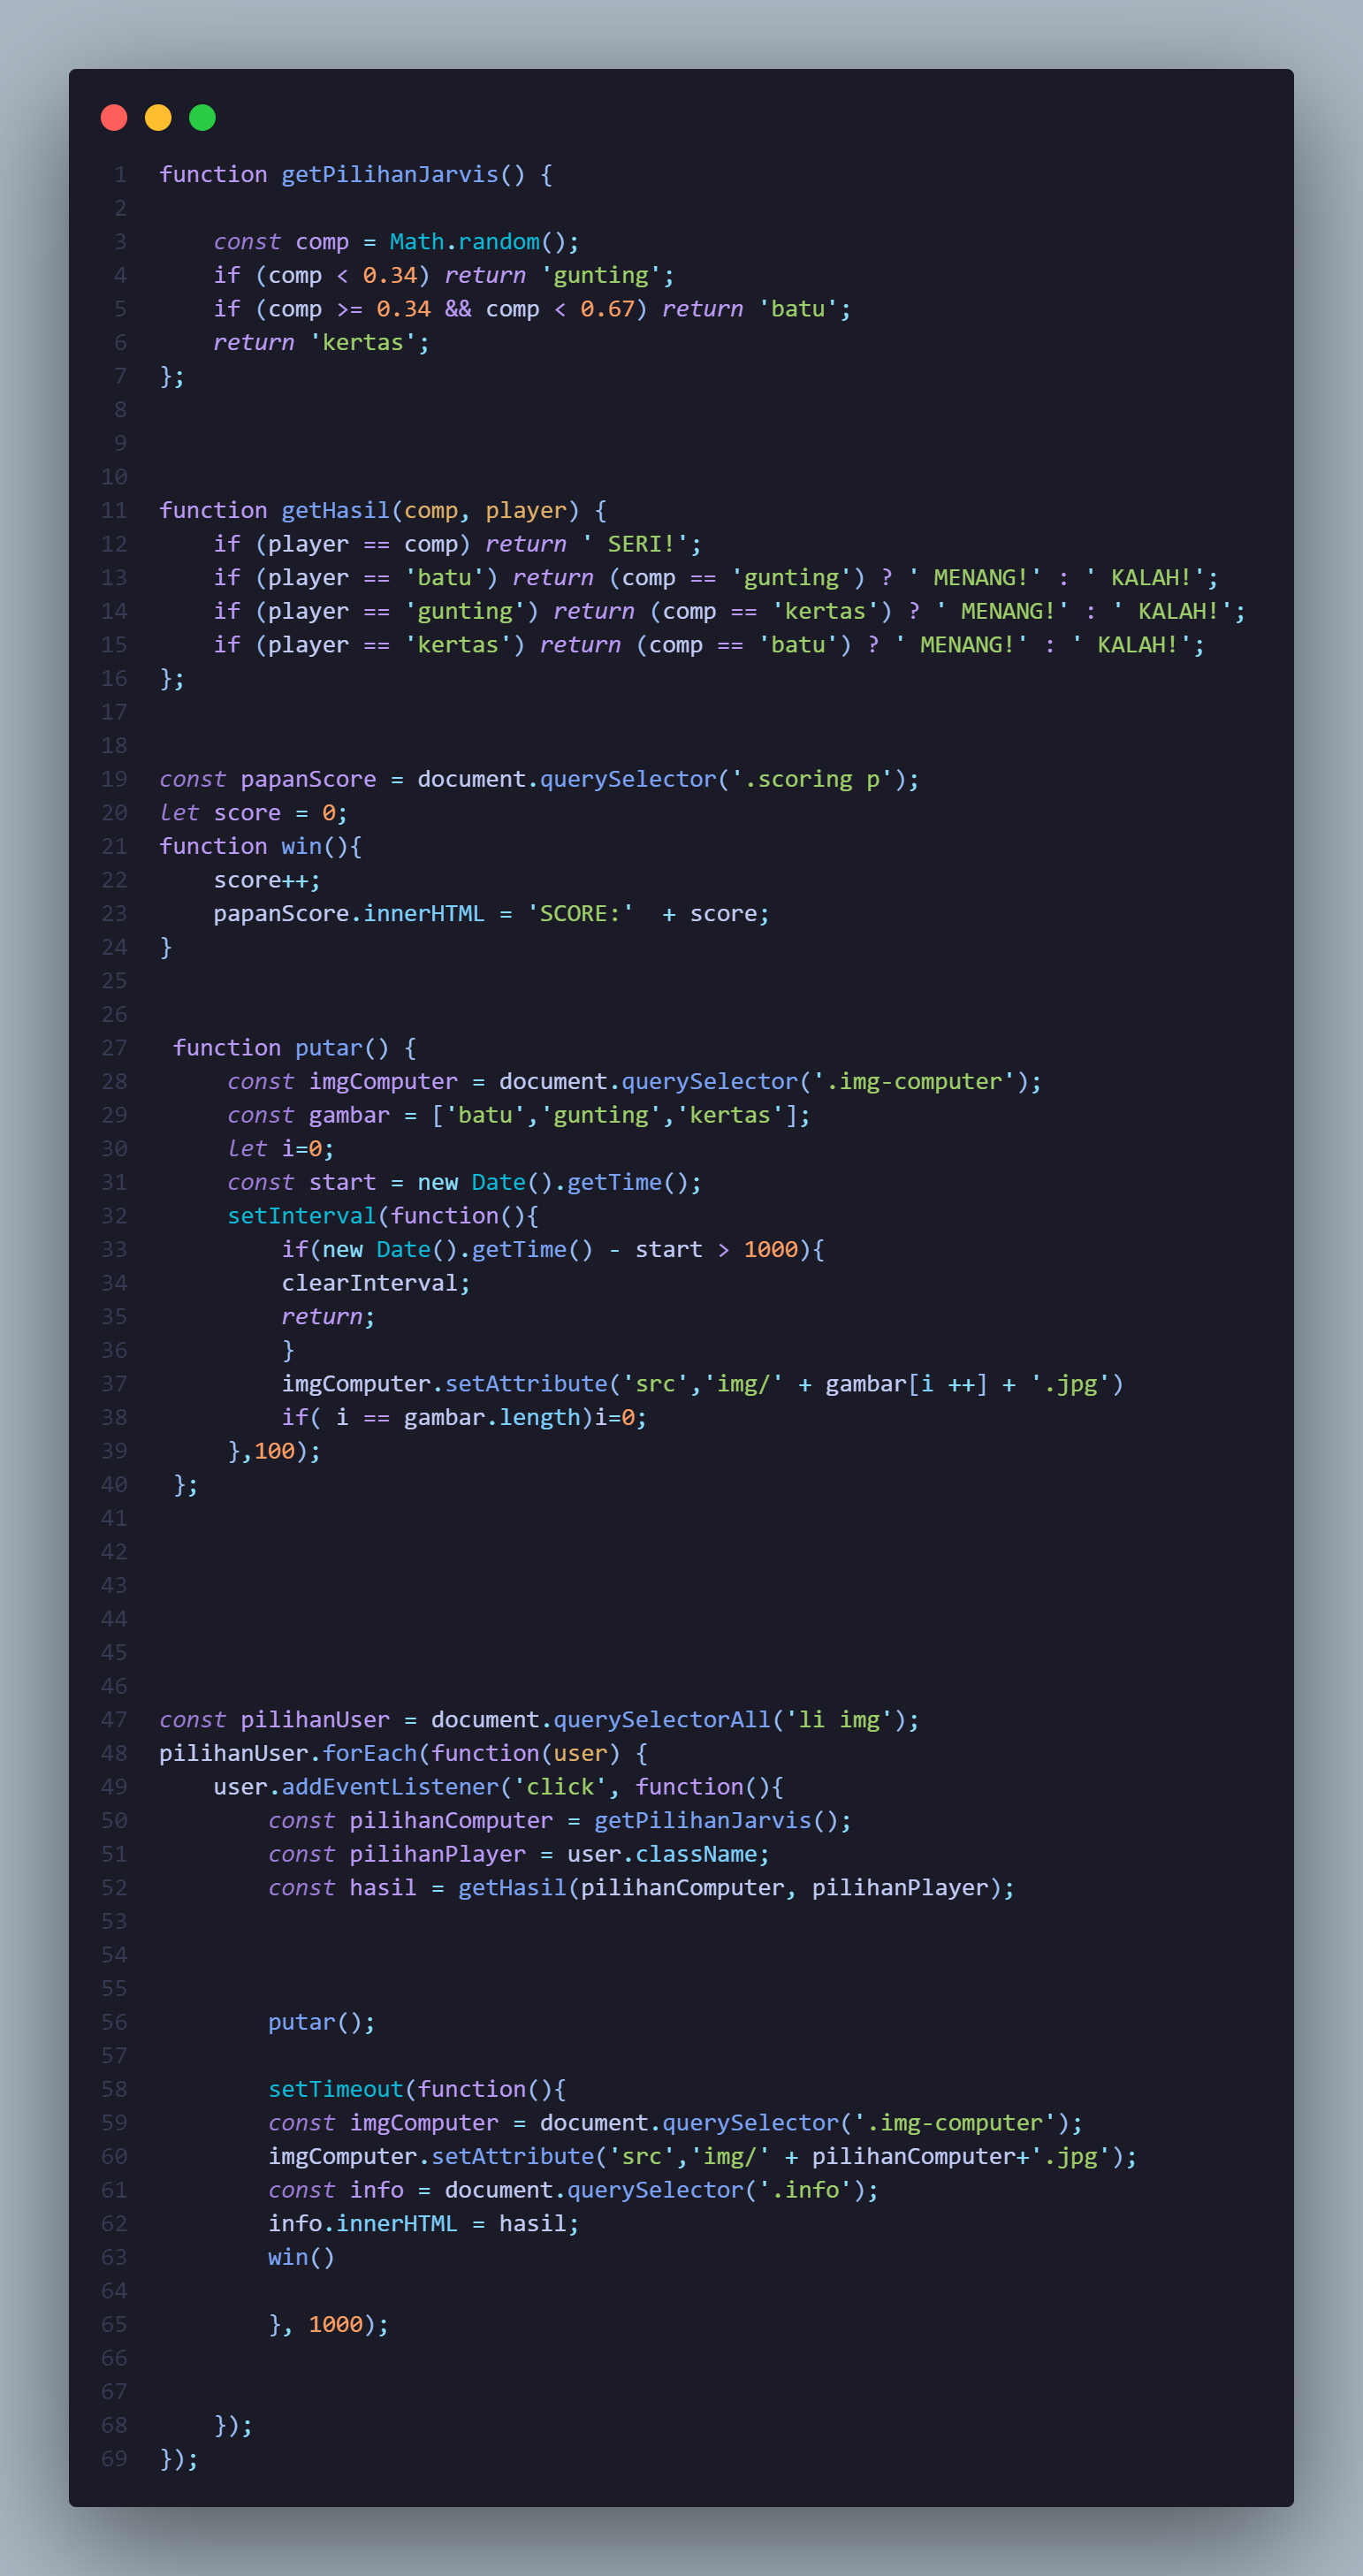 1 function getPilihanJarvis() {
2
3     const comp = Math.random();
4     if (comp < 0.34) return 'gunting';
5     if (comp >= 0.34 && comp < 0.67) return 'batu';
6     return 'kertas';
7 };
8
9
10
11 function getHasil(comp, player) {
12     if (player == comp) return ' SERI!';
13     if (player == 'batu') return (comp == 'gunting') ? ' MENANG!' : ' KALAH!';
14     if (player == 'gunting') return (comp == 'kertas') ? ' MENANG!' : ' KALAH!';
15     if (player == 'kertas') return (comp == 'batu') ? ' MENANG!' : ' KALAH!';
16 };
17
18
19 const papanScore = document.querySelector('.scoring p');
20 let score = 0;
21 function win(){
22     score++;
23     papanScore.innerHTML = 'SCORE:'  + score;
24 }
25
26
27  function putar() {
28      const imgComputer = document.querySelector('.img-computer');
29      const gambar = ['batu','gunting','kertas'];
30      let i=0;
31      const start = new Date().getTime();
32      setInterval(function(){
33          if(new Date().getTime() - start > 1000){
34          clearInterval;
35          return;
36          }
37          imgComputer.setAttribute('src','img/' + gambar[i ++] + '.jpg')
38          if( i == gambar.length)i=0;
39      },100);
40  };
41
42
43
44
45
46
47 const pilihanUser = document.querySelectorAll('li img');
48 pilihanUser.forEach(function(user) {
49     user.addEventListener('click', function(){
50         const pilihanComputer = getPilihanJarvis();
51         const pilihanPlayer = user.className;
52         const hasil = getHasil(pilihanComputer, pilihanPlayer);
53
54
55
56         putar();
57
58         setTimeout(function(){
59         const imgComputer = document.querySelector('.img-computer');
60         imgComputer.setAttribute('src','img/' + pilihanComputer+'.jpg');
61         const info = document.querySelector('.info');
62         info.innerHTML = hasil;
63         win()
64
65         }, 1000);
66
67
68     });
69 });